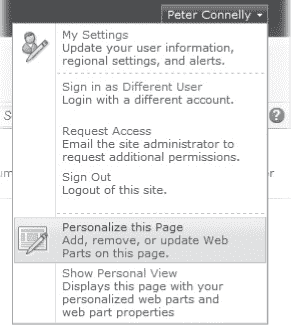 Peter Connelly
My Settings
Update your user information,
regional settings, and alerts.
Sign in as Different User
Login with a different account.
S
Request Access
Email the site administrator to
request additional permissions.
um
er
Sign Out
Logout of this site.
Personalize this Page
Add, remove, or update Web
Parts on this page.
Show Personal View
Displays this page with your
personalized web parts and
web part properties